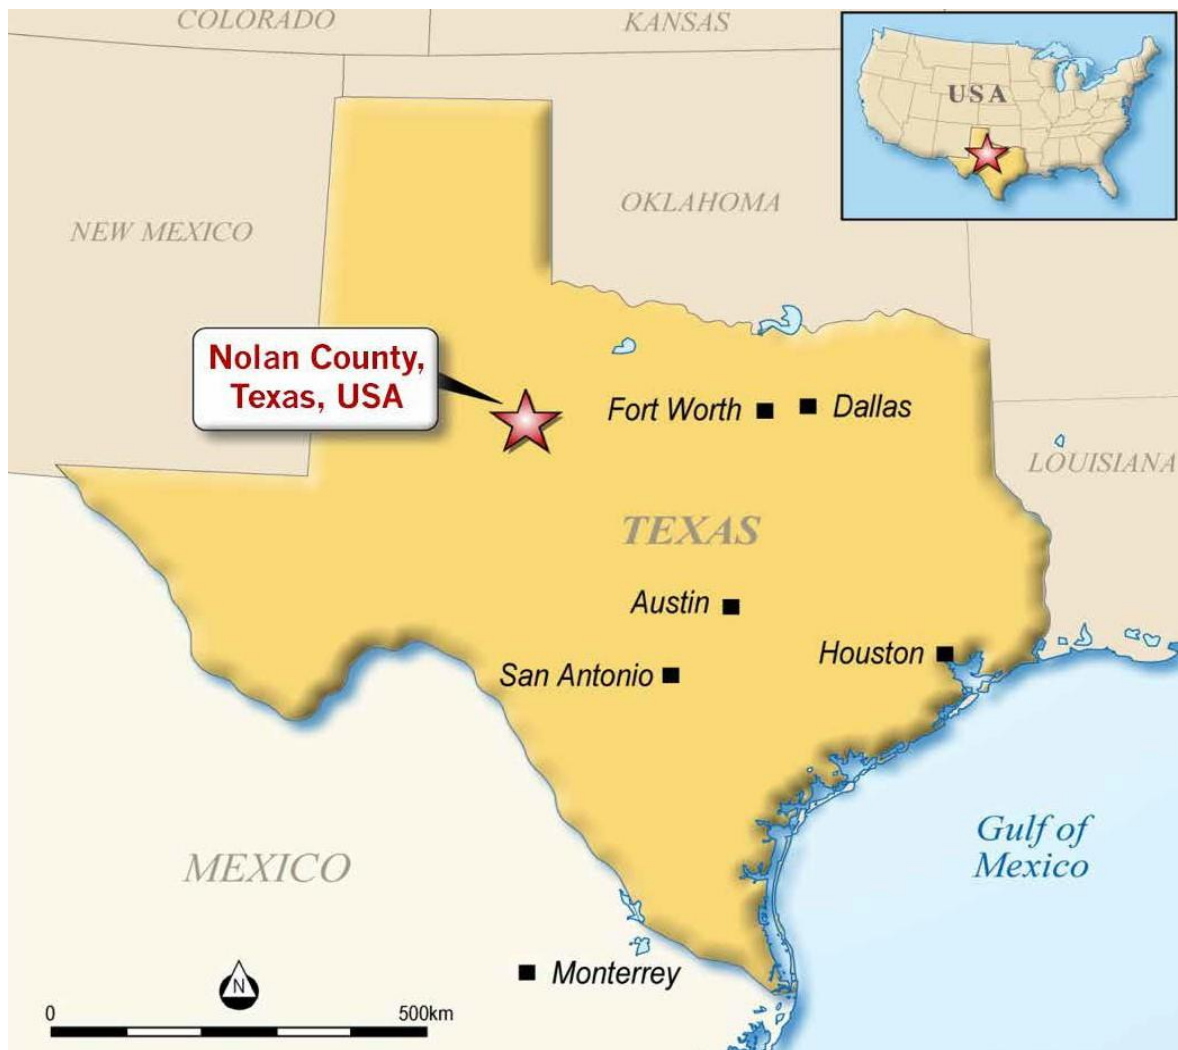 COLORADO
KANSAS
USA
NEW MEXICO
OKLAHOMA
Nolan County,
Texas, USA
Fort Worth
Dallas
LOUISIANA
TEXAS
Austin
Houston
San Antonio
Gulf of
Mexico
MEXICO
Monterrey
N
0
500km